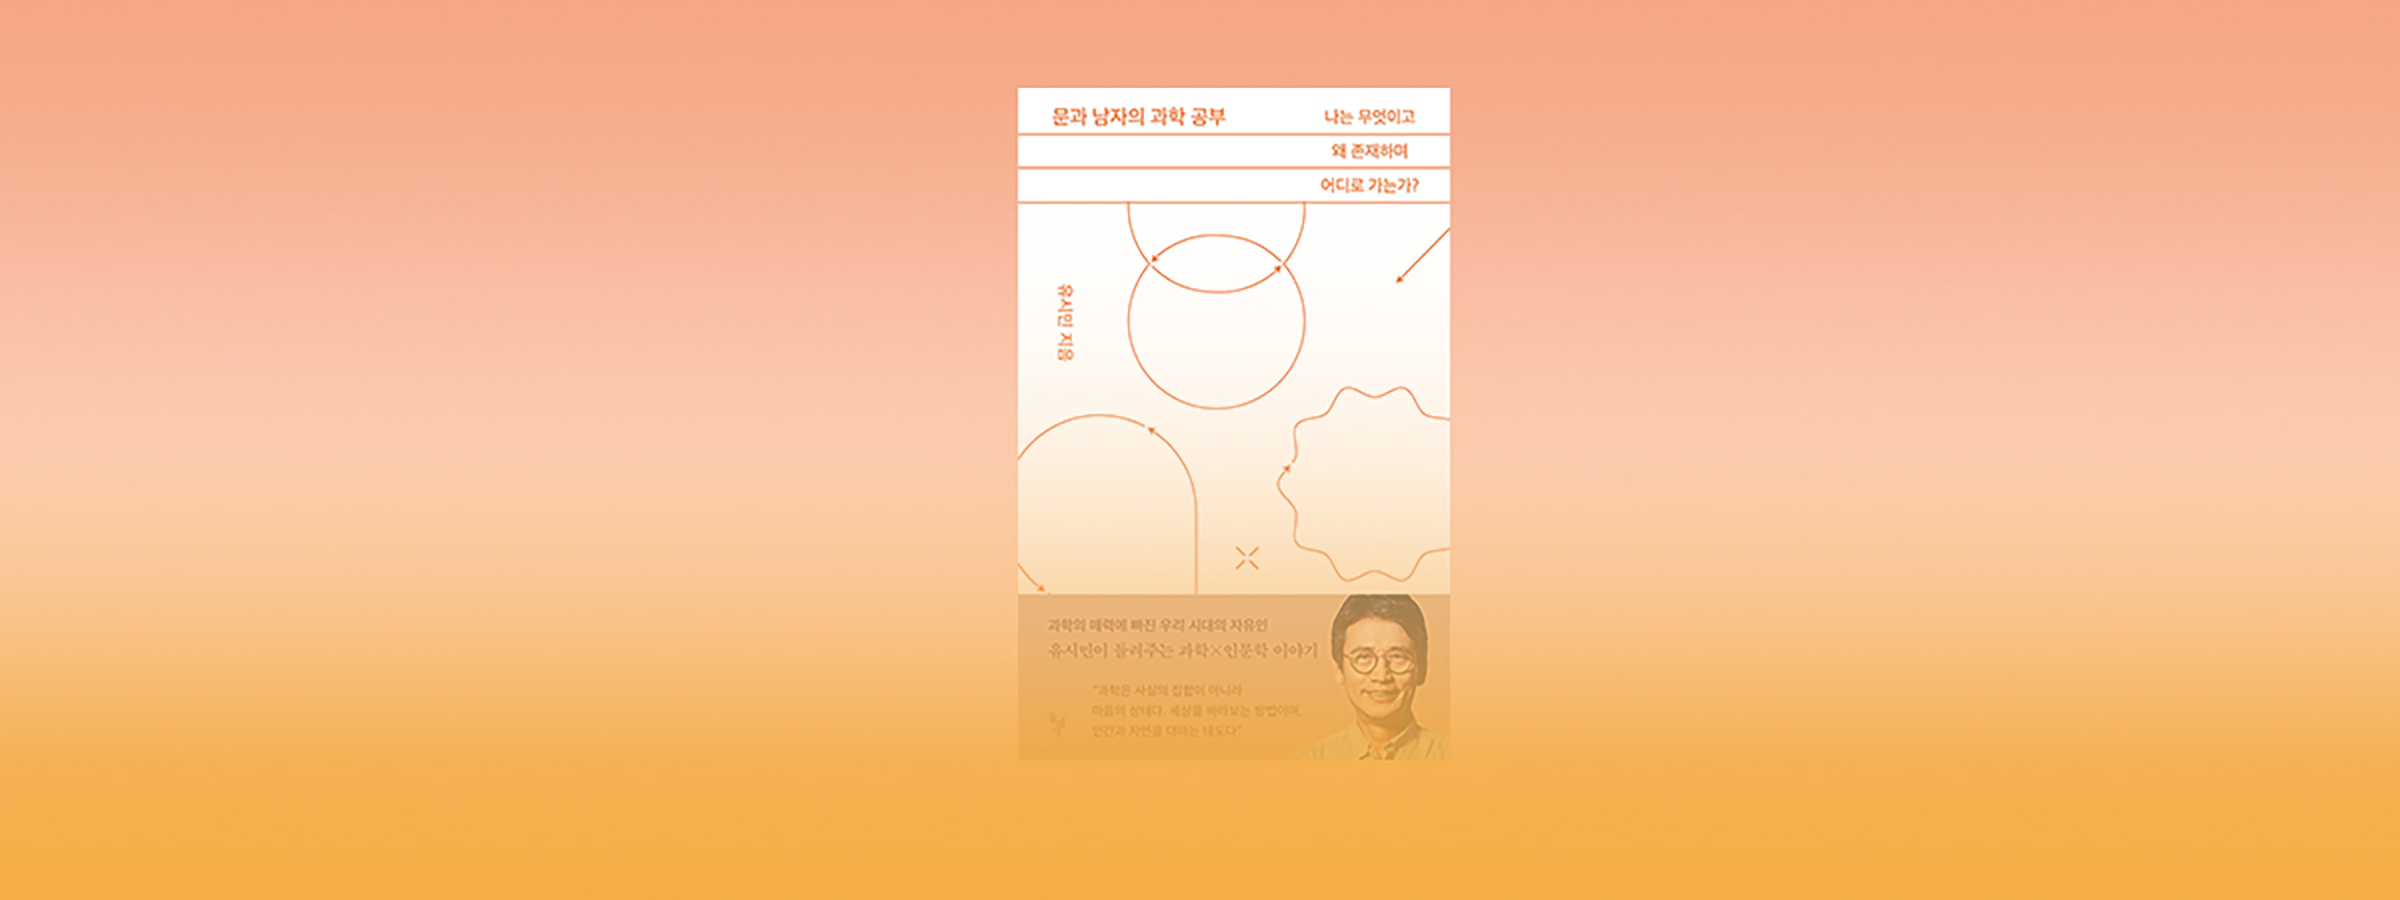 문과 남자의 과학 공부
나는 무엇이고
왜 존재하며
어디로 가는가?
유시민 지음
과학의 매력에 빠진 우리 시대의 자유인
유시민이 들려주는 과학×인문학 이야기
"과학은 사실의 집합이 아니라
마음의 상태다. 세상을 바라보는 방법이며,
인간과 자연을 대하는 태도다"